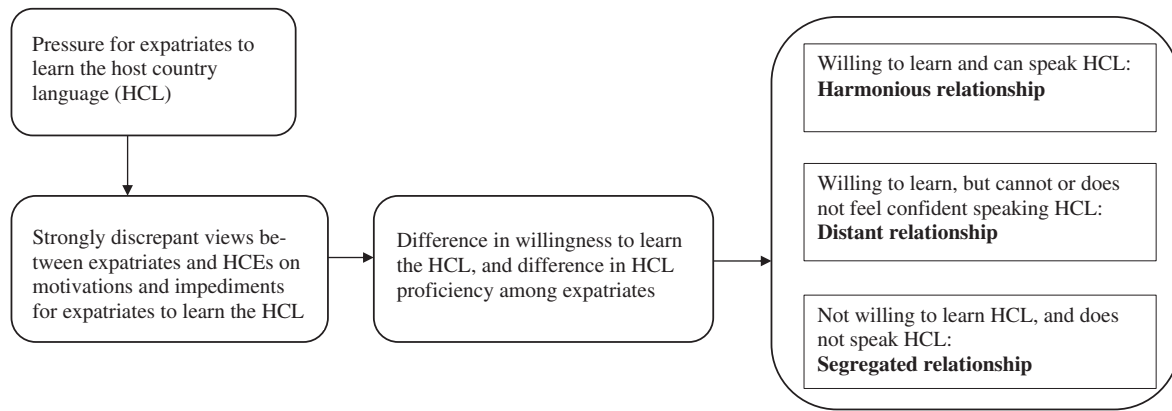 Pressure for expatriates to
learn the host country
language (HCL)
Strongly discrepant views be-
tween expatriates and HCEs on
motivations and impediments
for expatriates to learn the HCL
Difference in willingness to learn
the HCL, and difference in HCL
proficiency among expatriates
Willing to learn and can speak HCL:
Harmonious relationship
Willing to learn, but cannot or does
not feel confident speaking HCL:
Distant relationship
Not willing to learn HCL, and does
not speak HCL:
Segregated relationship